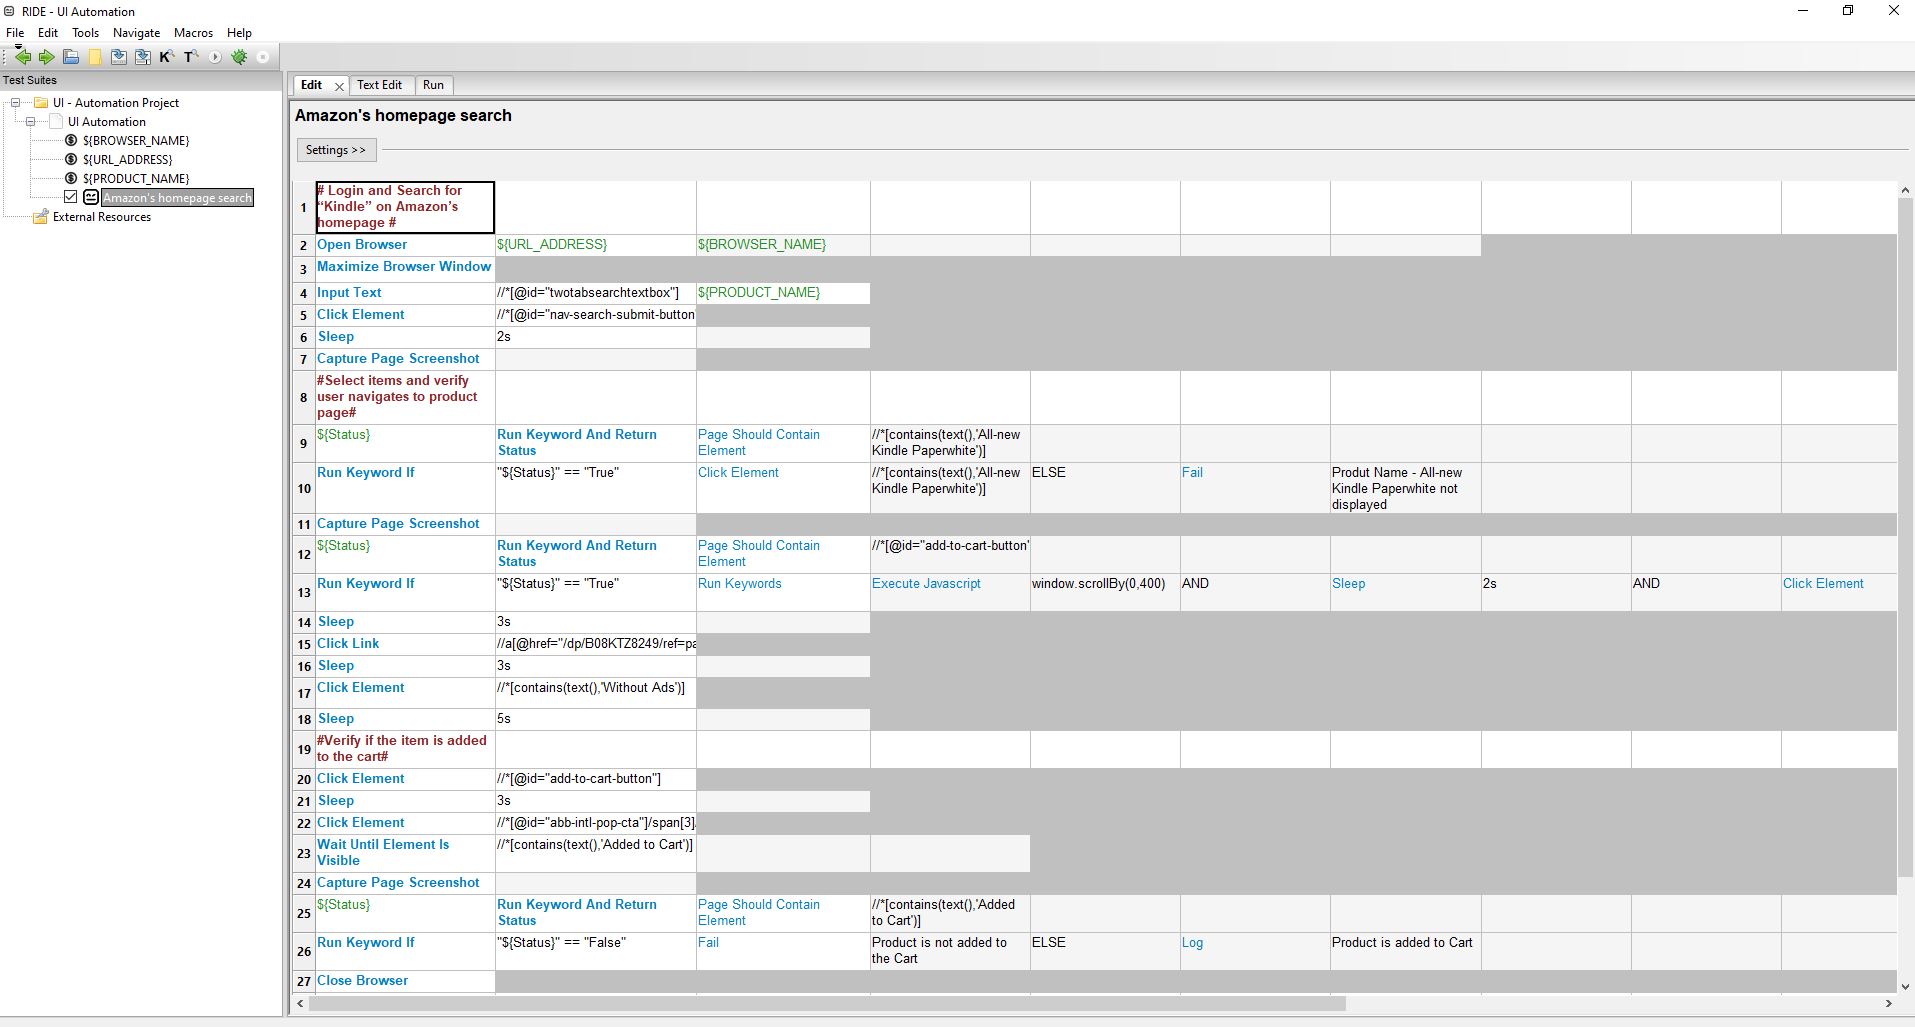 RIDE - UI Automation
File Edit Tools Navigate Macros Help
Test Suites
UI - Automation Project
UI Automation
${BROWSER_NAME}
${URL_ADDRESS}
${PRODUCT_NAME}
Amazon's homepage search
External Resources
Edit Text Edit Run
Amazon's homepage search
Settings >>
1 # Login and Search for
“Kindle” on Amazon’s
homepage #
2 Open Browser ${URL_ADDRESS} ${BROWSER_NAME}
3 Maximize Browser Window
4 Input Text //*[@id="twotabsearchtextbox"] ${PRODUCT_NAME}
5 Click Element //*[@id="nav-search-submit-button"
6 Sleep 2s
7 Capture Page Screenshot
8 #Select items and verify
user navigates to product
page#
9 ${Status} Run Keyword And Return
Status Page Should Contain
Element //*[contains(text(),'All-new
Kindle Paperwhite')]
10 Run Keyword If "${Status}" == "True" Click Element //*[contains(text(),'All-new
Kindle Paperwhite')] ELSE Fail Produt Name - All-new
Kindle Paperwhite not
displayed
11 Capture Page Screenshot
12 ${Status} Run Keyword And Return
Status Page Should Contain
Element //*[@id="add-to-cart-button'
13 Run Keyword If "${Status}" == "True" Run Keywords Execute Javascript window.scrollBy(0,400) AND Sleep 2s AND Click Element
14 Sleep 3s
15 Click Link //a[@href="/dp/B08KTZ8249/ref=pa
16 Sleep 3s
17 Click Element //*[contains(text(),'Without Ads')]
18 Sleep 5s
19 #Verify if the item is added
to the cart#
20 Click Element //*[@id="add-to-cart-button"]
21 Sleep 3s
22 Click Element //*[@id="abb-intl-pop-cta"]/span[3]
23 Wait Until Element Is
Visible //*[contains(text(),'Added to Cart')]
24 Capture Page Screenshot
25 ${Status} Run Keyword And Return
Status Page Should Contain
Element //*[contains(text(),'Added
to Cart')]
26 Run Keyword If "${Status}" == "False" Fail Product is not added to
the Cart ELSE Log Product is added to Cart
27 Close Browser